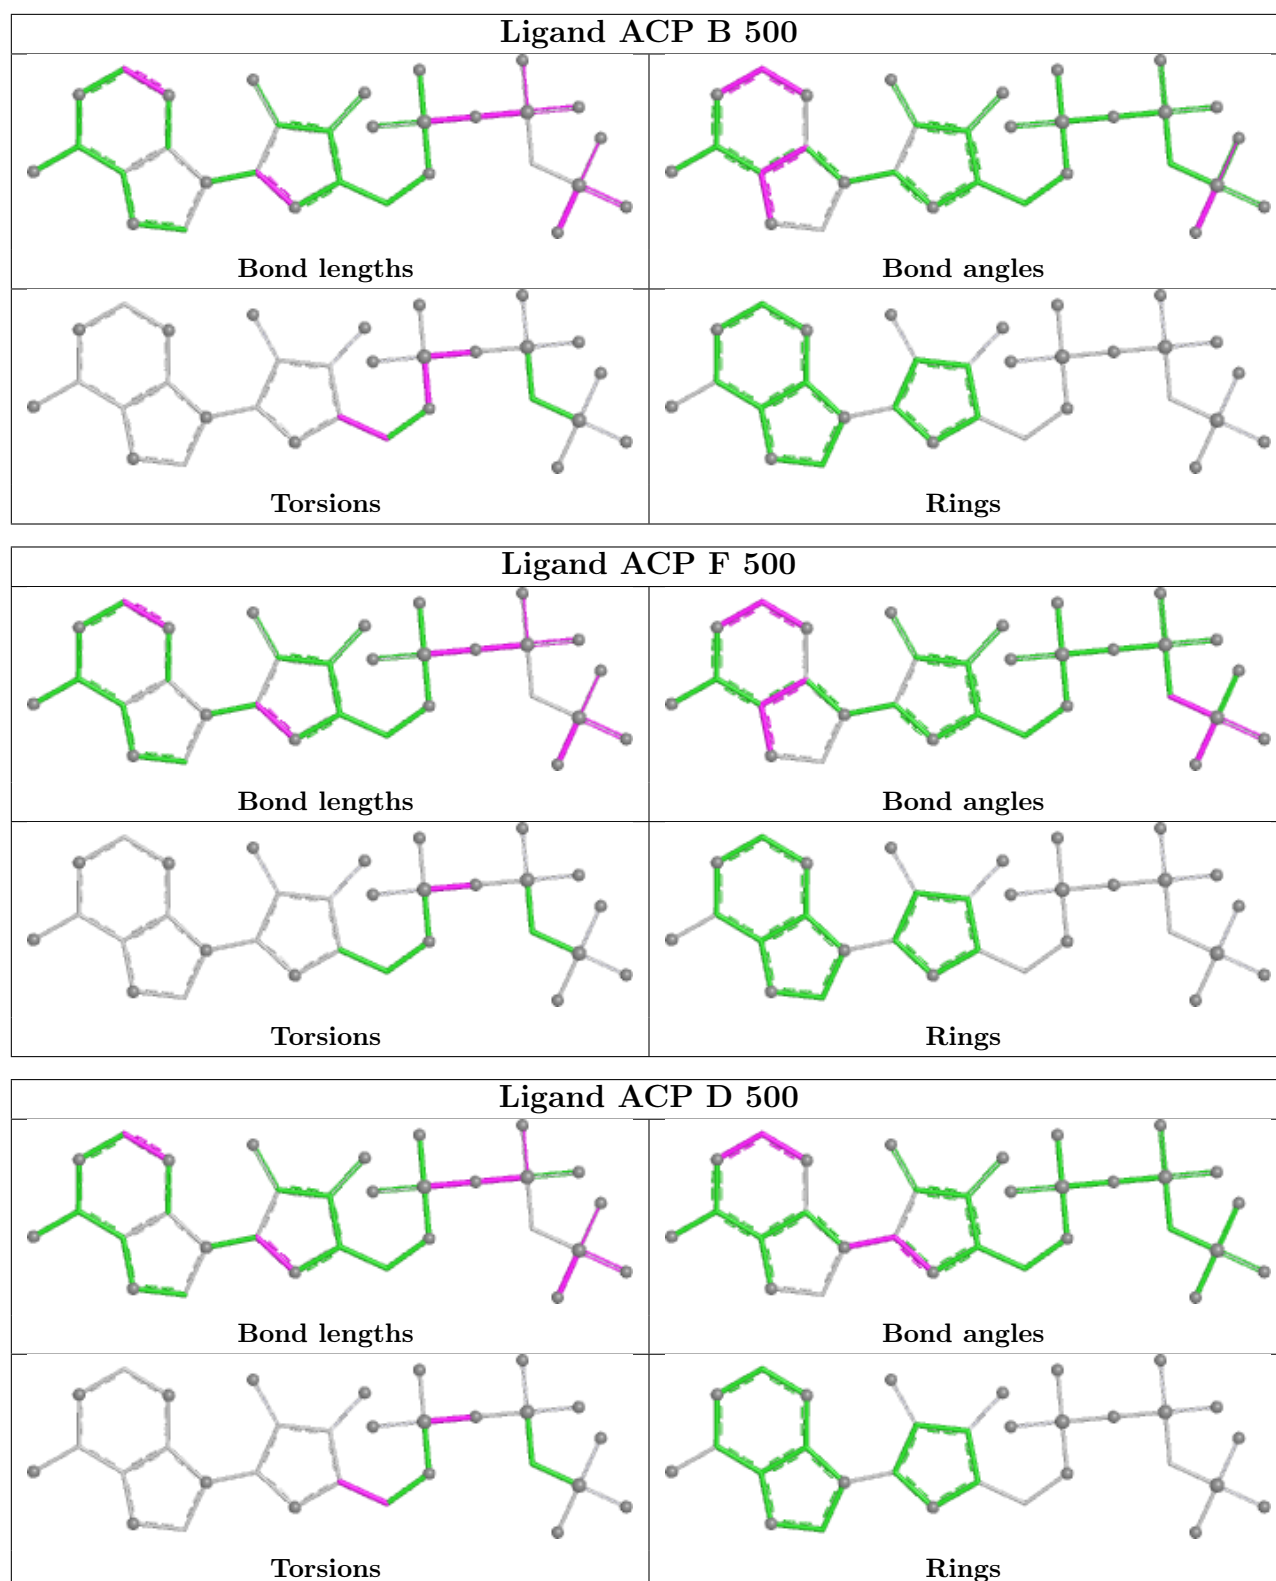 Ligand ACP B 500
Bond lengths
Bond angles
Torsions
Rings
Ligand ACP F 500
Bond lengths
Bond angles
Torsions
Rings
Ligand ACP D 500
Bond lengths
Bond angles
Torsions
Rings